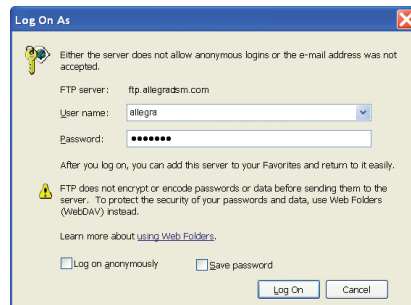 Log On As
Either the server does not allow anonymous logins or the e-mail address was not
accepted.
FTP server: ftp.allegradsm.com
User name: allegra
Password: •••••••
After you log on, you can add this server to your Favorites and return to it easily.
FTP does not encrypt or encode passwords or data before sending them to the
server. To protect the security of your passwords and data, use Web Folders
(WebDAV) instead.
Learn more about using Web Folders.
Log on anonymously Save password
Log On Cancel